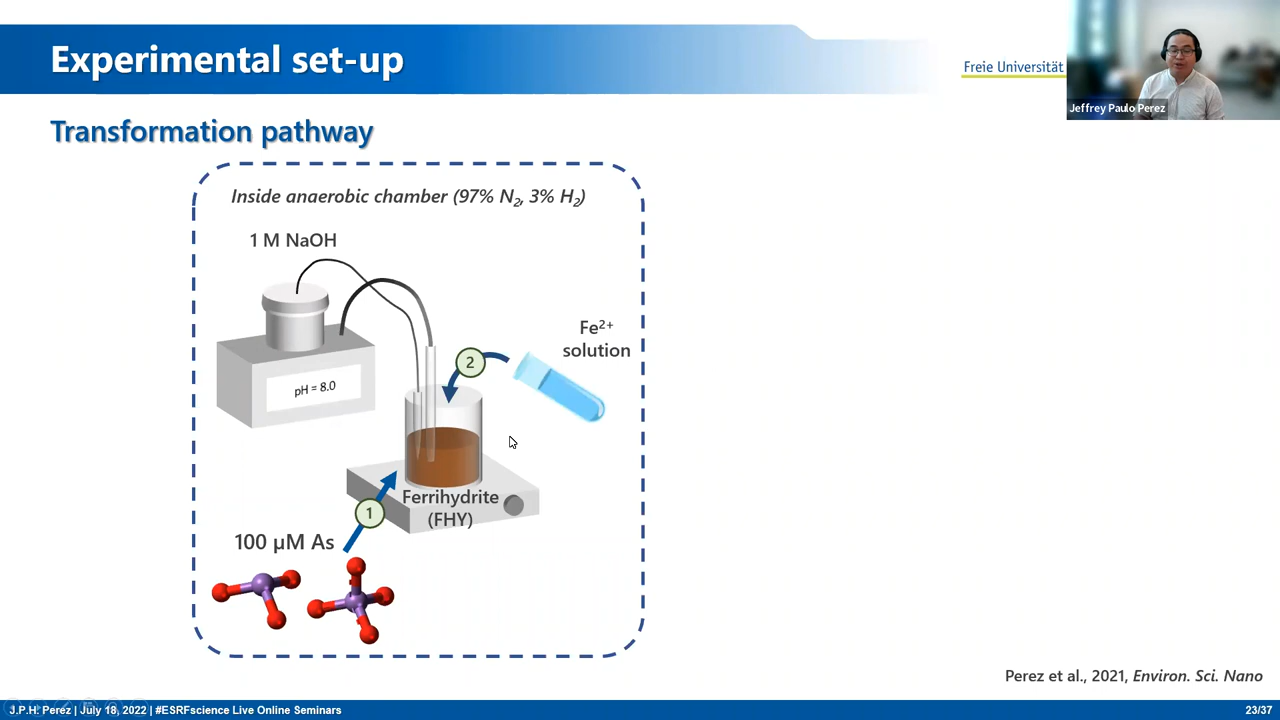 Experimental set-up
Freie Universität
Jeffrey Paulo Perez
Transformation pathway
Inside anaerobic chamber (97% N₂, 3% H₂)
1 M NaOH
Fe²⁺
solution
2
pH = 8.0
Ferrihydrite
(FHY)
1
100 µM As
Perez et al., 2021, Environ. Sci. Nano
J.P.H. Perez | July 18, 2022 | #ESRFscience Live Online Seminars
23/37